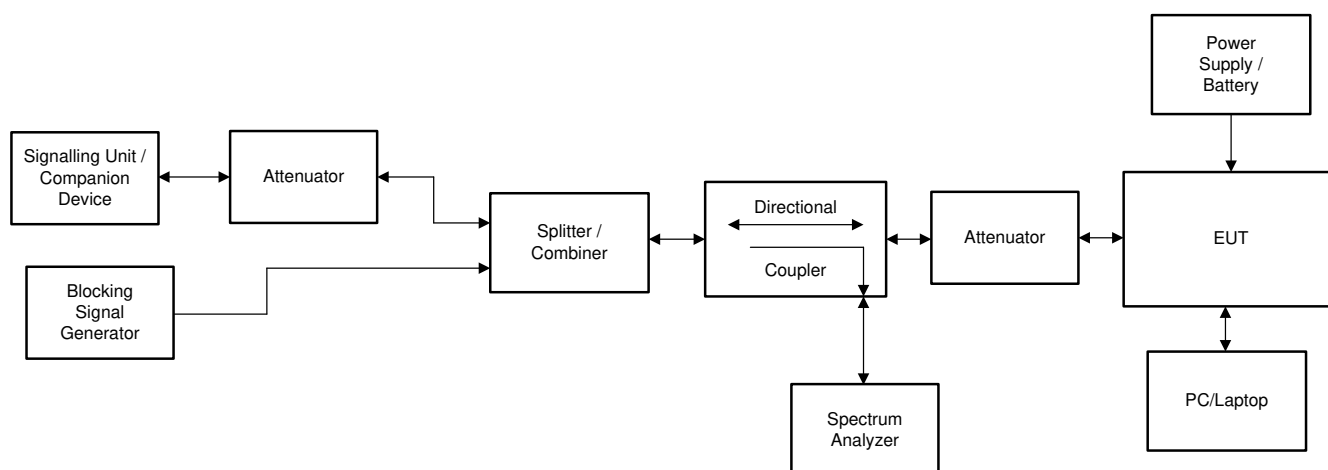 Power
Supply /
Battery
Signalling Unit /
Companion
Device
Attenuator
Splitter /
Combiner
Directional
Coupler
Attenuator
EUT
Blocking
Signal
Generator
Spectrum
Analyzer
PC/Laptop